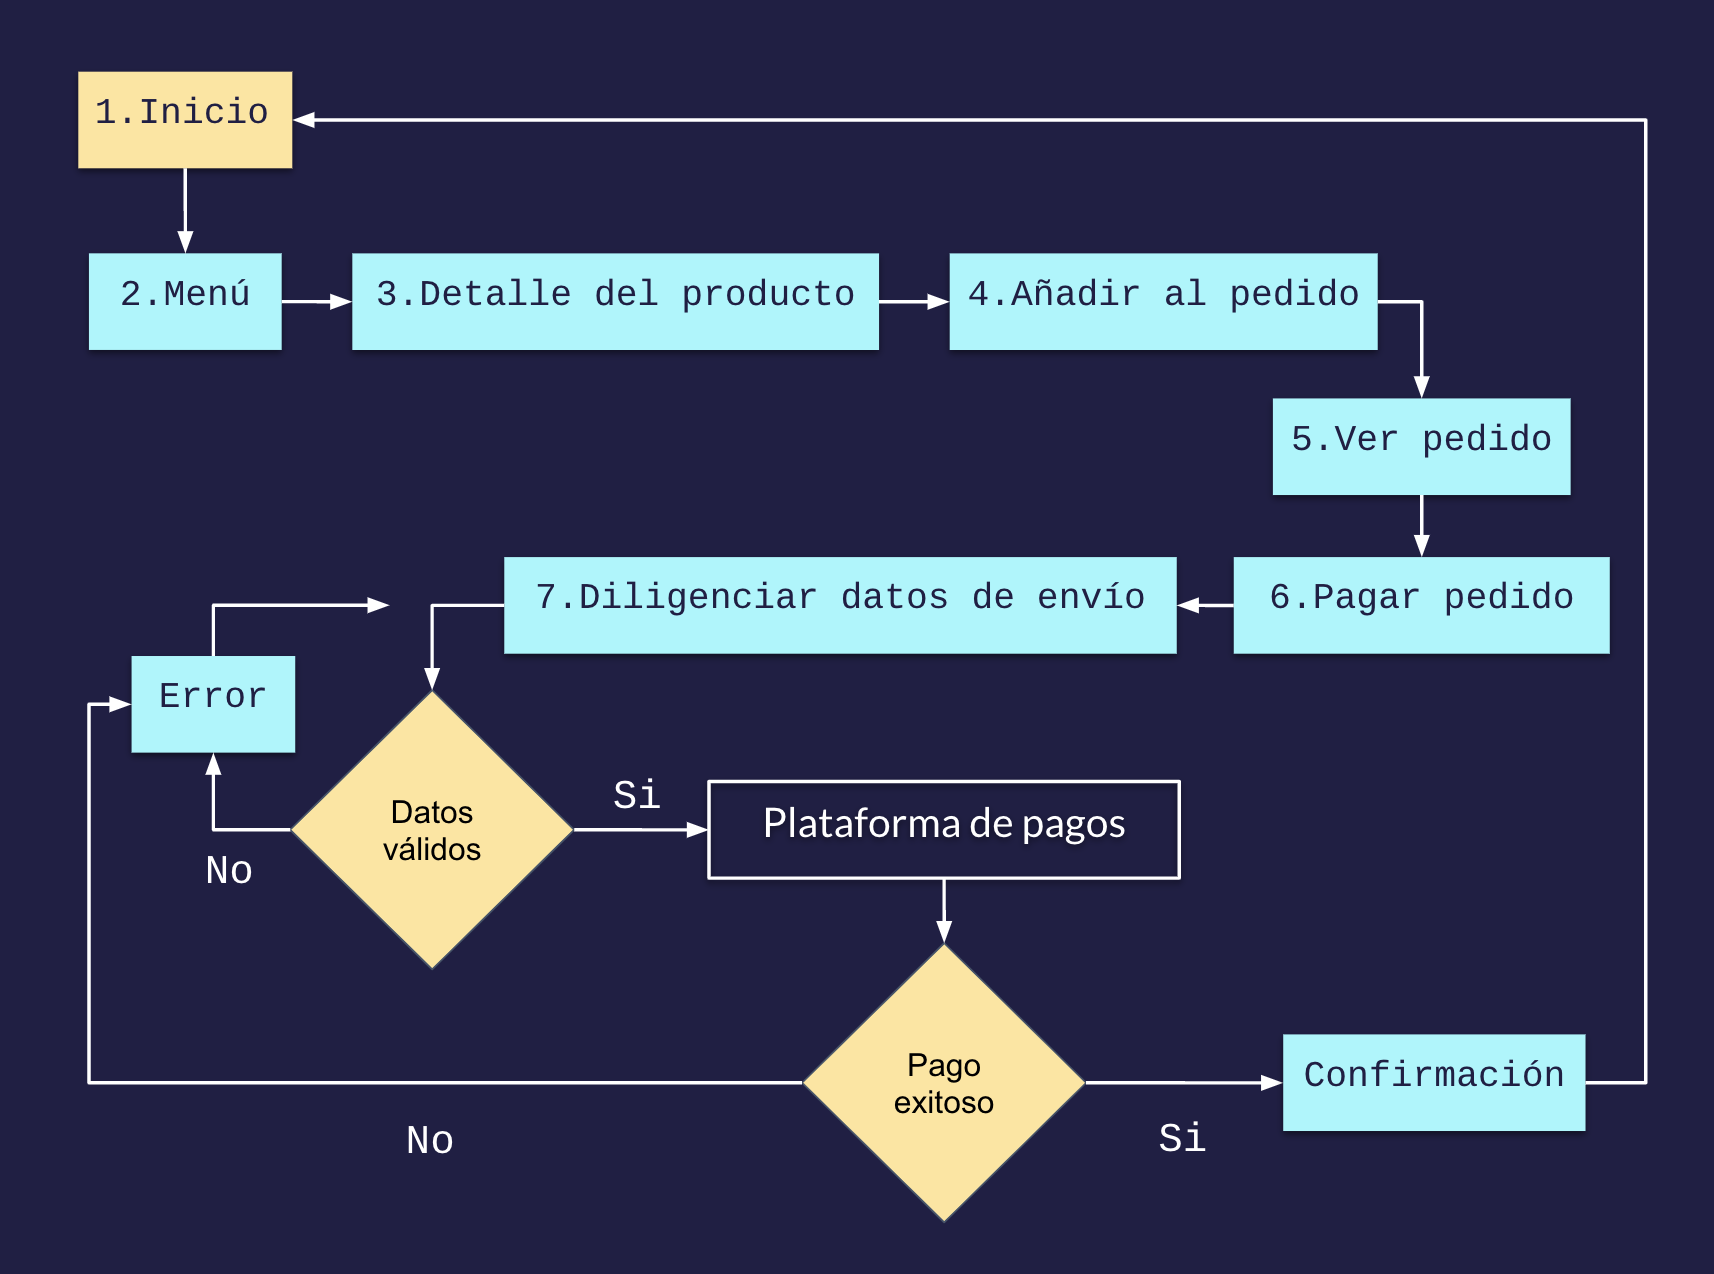 1.Inicio
2.Menú
3.Detalle del producto
4.Añadir al pedido
5.Ver pedido
6.Pagar pedido
7.Diligenciar datos de envío
Error
Datos
válidos
No
Si
Plataforma de pagos
Pago
exitoso
No
Si
Confirmación